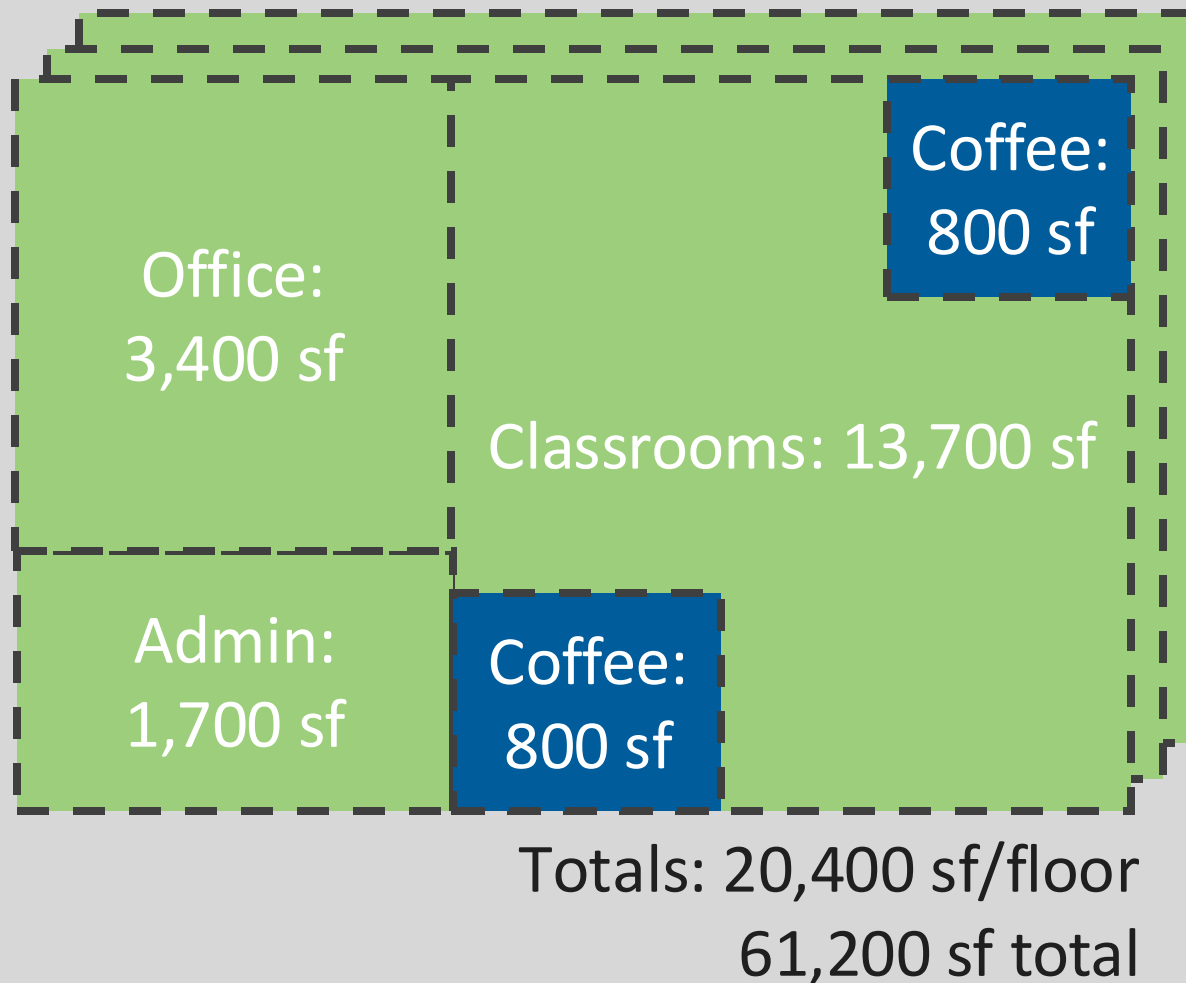 Coffee:
800 sf
Office:
3,400 sf
Classrooms: 13,700 sf
Admin:
1,700 sf
Coffee:
800 sf
Totals: 20,400 sf/floor
61,200 sf total